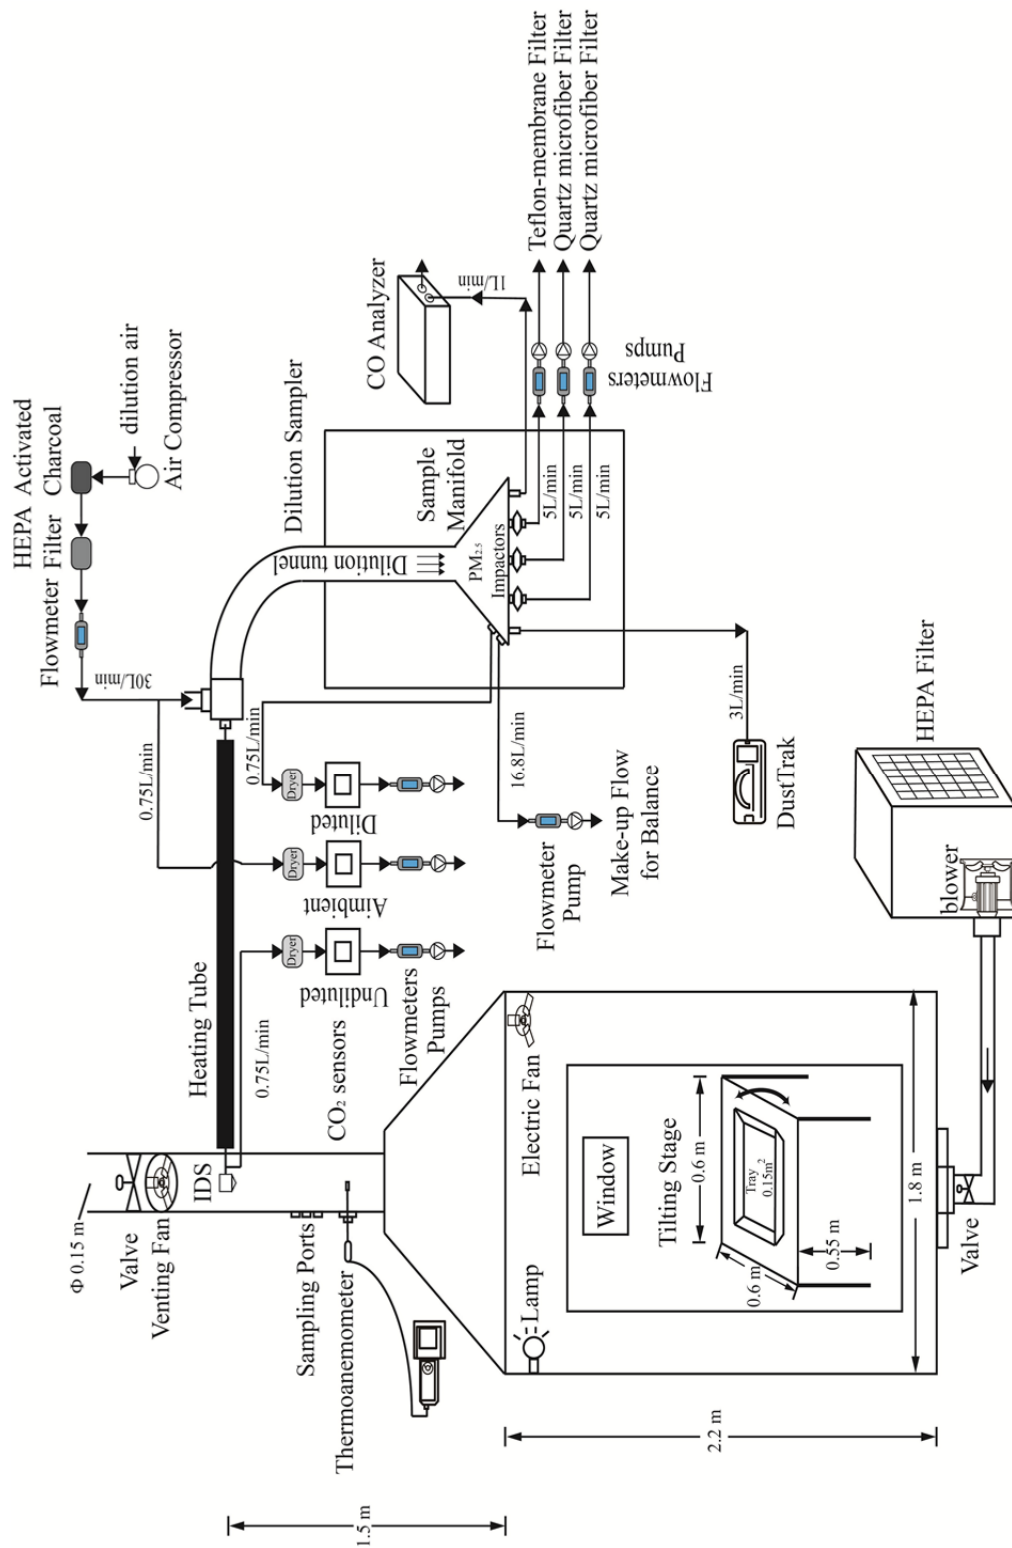 HEPA Activated
Flowmeter Filter Charcoal
dilution air
Air Compressor
30L/min
0.75L/min
Heating Tube
0.75L/min
0.75L/min
Dilution Sampler
Dilution tunnel
Sample
Manifold
PM2.5
Impactors
CO Analyzer
1L/min
5L/min
5L/min
5L/min
Flowmeters
Pumps
Teflon-membrane Filter
Quartz microfiber Filter
Quartz microfiber Filter
Φ 0.15 m
Valve
Venting Fan
IDS
Sampling Ports
Thermoanemometer
CO2 sensors
Dryer
Dryer
Dryer
Undiluted
Aimbient
Diluted
Flowmeters
Pumps
16.8L/min
Flowmeter
Pump
Make-up Flow
for Balance
3L/min
DustTrak
HEPA Filter
blower
Lamp
Electric Fan
Window
Tilting Stage
0.6 m
Tray
0.15m2
0.6 m
0.55 m
1.8 m
Valve
2.2 m
1.5 m